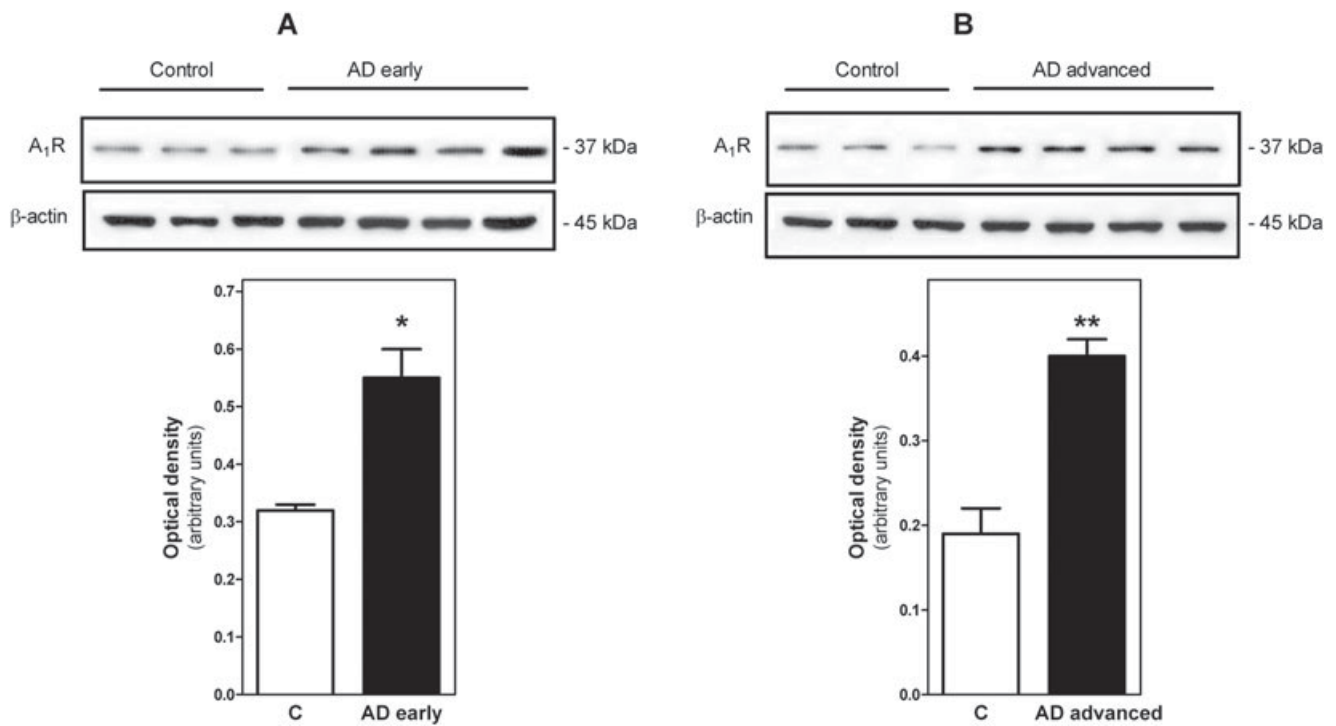 A
B
Control AD early
Control AD advanced
A₁R - 37 kDa
A₁R - 37 kDa
β-actin - 45 kDa
β-actin - 45 kDa
0.7
0.6
0.5
0.4
0.3
0.2
0.1
0.0
Optical density
(arbitrary units)
*
C AD early
0.4
0.3
0.2
0.1
0.0
Optical density
(arbitrary units)
**
C AD advanced